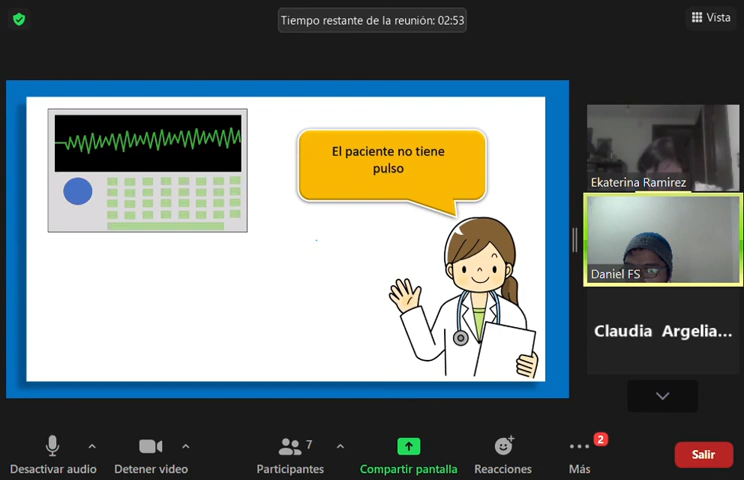 Tiempo restante de la reunión: 02:53
Vista
El paciente no tiene
pulso
Ekaterina Ramirez
Daniel FS
Claudia Argelia...
7
2
Desactivar audio
Detener video
Participantes
Compartir pantalla
Reacciones
Más
Salir